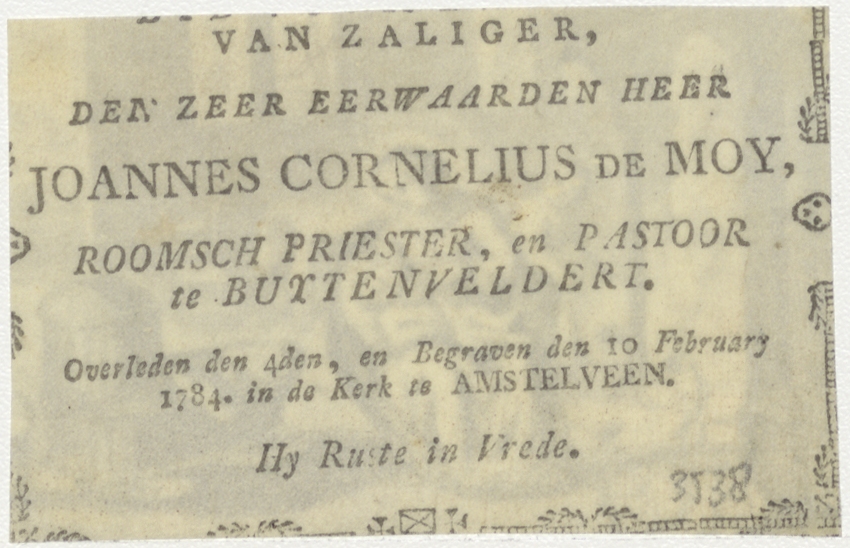 VAN ZALIGER,
DEN ZEER EERWAARDEN HEER
JOANNES CORNELIUS DE MOY,
ROOMSCH PRIESTER, en PASTOOR
te BUYTENVELDERT.
Overleden den 4den, en Begraven den 10 February
1784. in de Kerk te AMSTELVEEN.
Hy Ruste in Vrede.
3538